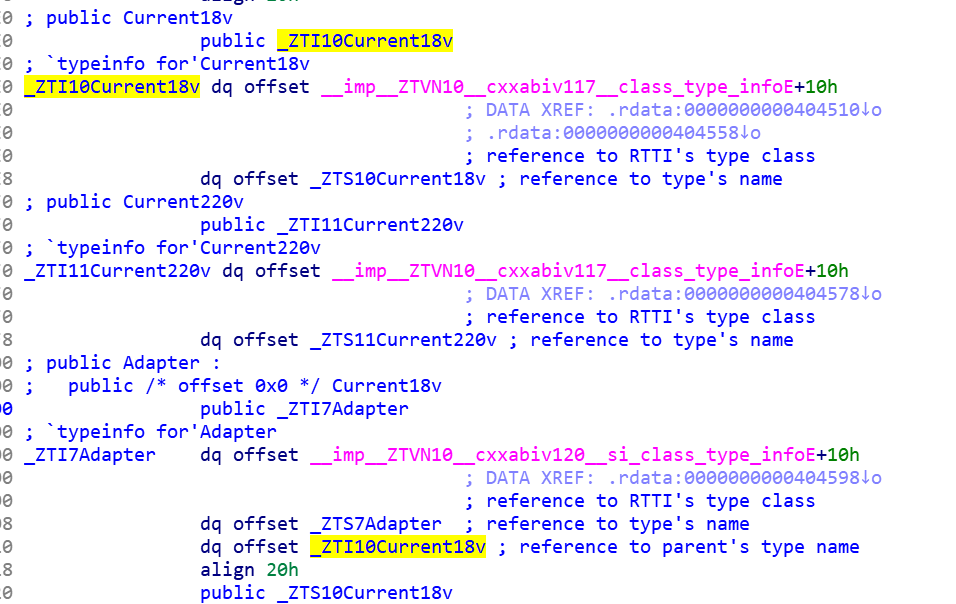 0 ; public Current18v
0 public _ZTI10Current18v
0 ; `typeinfo for'Current18v
0 _ZTI10Current18v dq offset __imp__ZTVN10__cxxabiv117__class_type_infoE+10h
0 ; DATA XREF: .rdata:0000000000404510↓o
0 ; .rdata:0000000000404558↓o
0 ; reference to RTTI's type class
8 dq offset _ZTS10Current18v ; reference to type's name
0 ; public Current220v
0 public _ZTI11Current220v
0 ; `typeinfo for'Current220v
0 _ZTI11Current220v dq offset __imp__ZTVN10__cxxabiv117__class_type_infoE+10h
0 ; DATA XREF: .rdata:0000000000404578↓o
0 ; reference to RTTI's type class
8 dq offset _ZTS11Current220v ; reference to type's name
0 ; public Adapter :
0 ; public /* offset 0x0 */ Current18v
0 public _ZTI7Adapter
0 ; `typeinfo for'Adapter
0 _ZTI7Adapter dq offset __imp__ZTVN10__cxxabiv120__si_class_type_infoE+10h
0 ; DATA XREF: .rdata:0000000000404598↓o
0 ; reference to RTTI's type class
8 dq offset _ZTS7Adapter ; reference to type's name
0 dq offset _ZTI10Current18v ; reference to parent's type name
8 align 20h
0 public _ZTS10Current18v